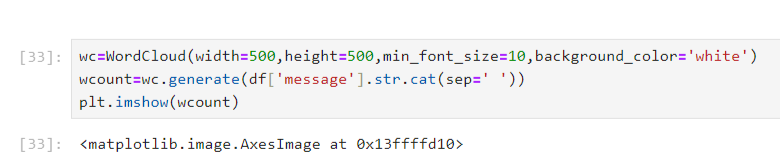 [33]: wc=WordCloud(width=500,height=500,min_font_size=10,background_color='white')
wcount=wc.generate(df['message'].str.cat(sep=' '))
plt.imshow(wcount)
[33]: <matplotlib.image.AxesImage at 0x13ffffd10>